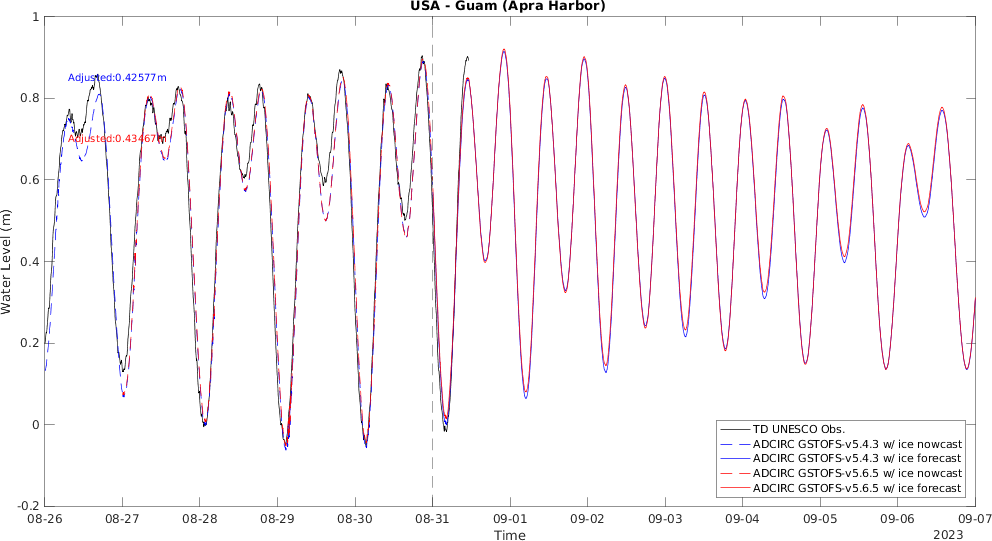 USA - Guam (Apra Harbor)
1
0.8
0.6
0.4
0.2
0
-0.2
Water Level (m)
Adjusted:0.42577m
Adjusted:0.43467m
TD UNESCO Obs.
ADCIRC GSTOFS-v5.4.3 w/ ice nowcast
ADCIRC GSTOFS-v5.4.3 w/ ice forecast
ADCIRC GSTOFS-v5.6.5 w/ ice nowcast
ADCIRC GSTOFS-v5.6.5 w/ ice forecast
08-26 08-27 08-28 08-29 08-30 08-31 09-01 09-02 09-03 09-04 09-05 09-06 09-07
Time
2023